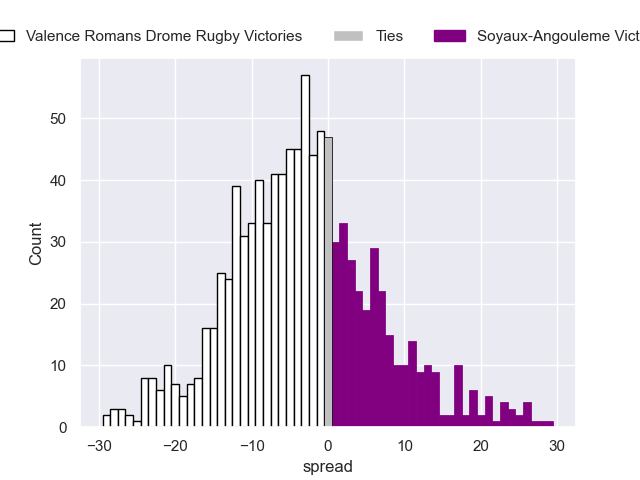 Valence Romans Drome Rugby Victories
Ties
Soyaux-Angouleme Vict
50
40
30
20
10
0
Count
−30
−20
−10
0
10
20
30
spread